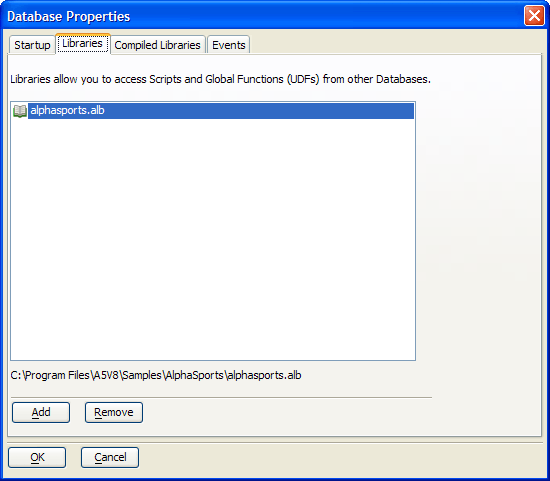 Database Properties
Startup Libraries Compiled Libraries Events
Libraries allow you to access Scripts and Global Functions (UDFs) from other Databases.
alphasports.alb
C:\Program Files\A5V8\Samples\AlphaSports\alphasports.alb
Add Remove
OK Cancel